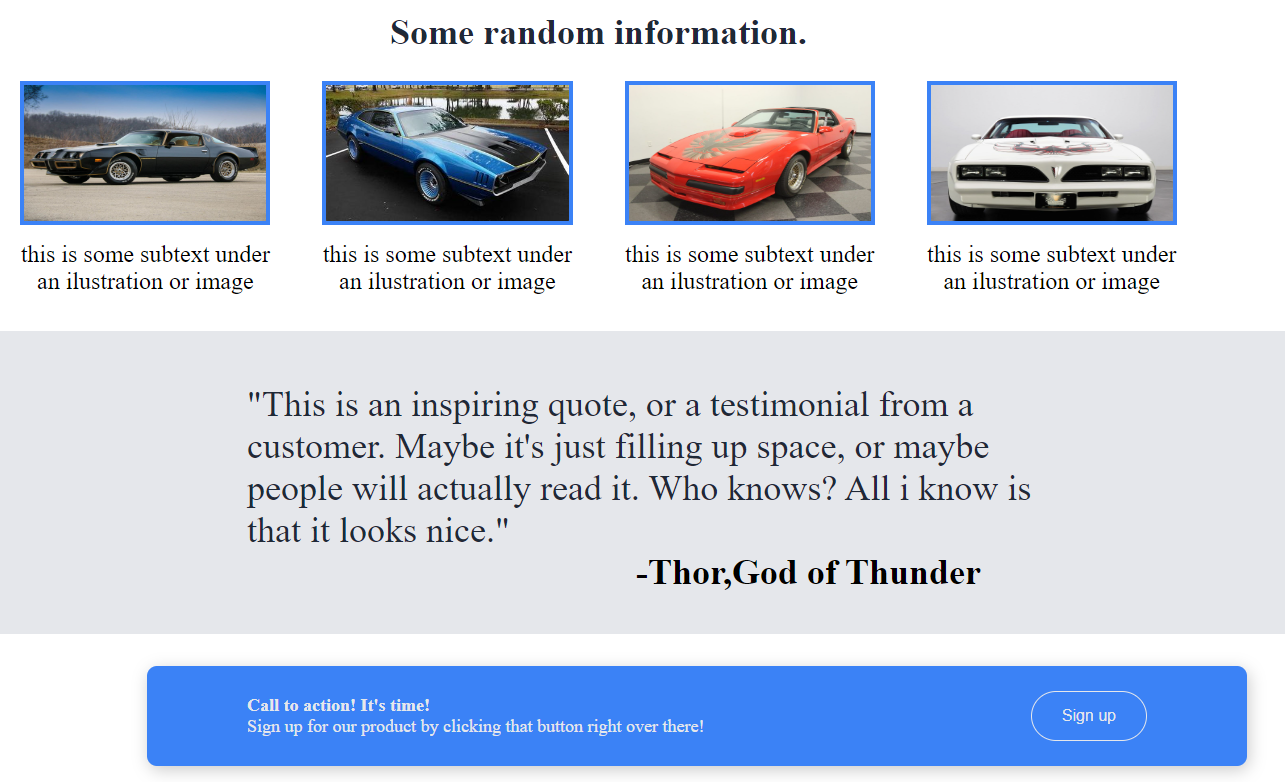 Some random information.
this is some subtext under this is some subtext under this is some subtext under this is some subtext under
an ilustration or image an ilustration or image an ilustration or image an ilustration or image
"This is an inspiring quote, or a testimonial from a
customer. Maybe it's just filling up space, or maybe
people will actually read it. Who knows? All i know is
that it looks nice."
-Thor,God of Thunder
Call to action! It's time!
Sign up for our product by clicking that button right over there!
Sign up